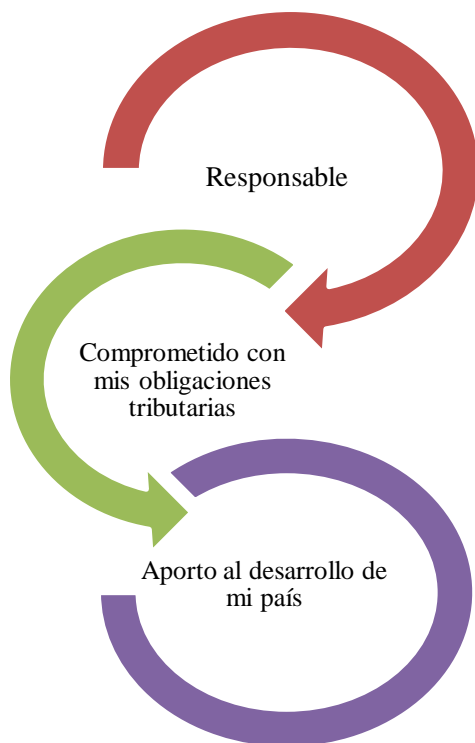 Responsable
Comprometido con
mis obligaciones
tributarias
Aporto al desarrollo de
mi país